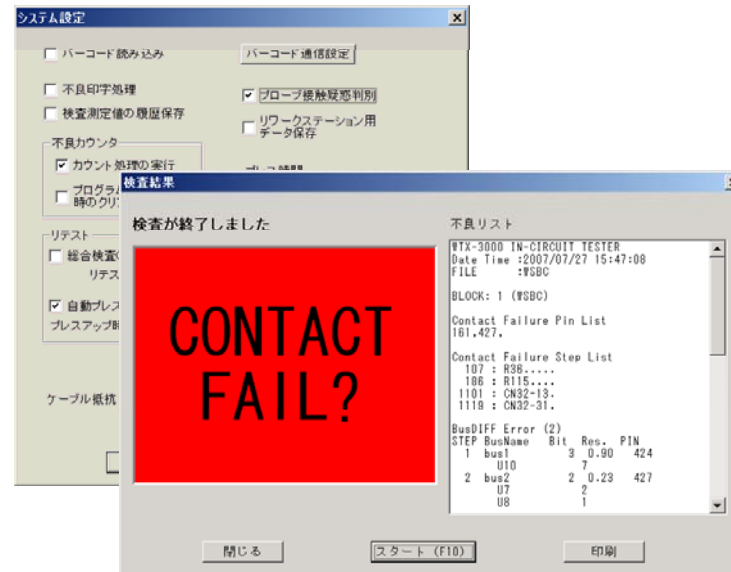 システム設定
バーコード読み込み
バーコード通信設定
不良印字処理
プローブ接触疑惑判別
検査測定値の履歴保存
リワークステーション用
データ保存
不良カウンタ
カウント処理の実行
プログラ
時のクリ
リテスト
総合検査
リテス
自動プレス
プレスアップ時
ケーブル抵抗
検査結果
検査が終了しました
CONTACT
FAIL?
不良リスト
WTX-3000 IN-CIRCUIT TESTER
Date Time :2007/07/27 15:47:08
FILE :WSBC
BLOCK: 1 (WSBC)
Contact Failure Pin List
161,427.
Contact Failure Step List
107 : R36.....
186 : R115....
1101 : CN32-13.
1119 : CN32-31.
BusDIFF Error (2)
STEP BusName Bit Res. PIN
1 bus1 3 0.90 424
U10 7
2 bus2 2 0.23 427
U7 2
U8 1
閉じる
スタート (F10)
印刷